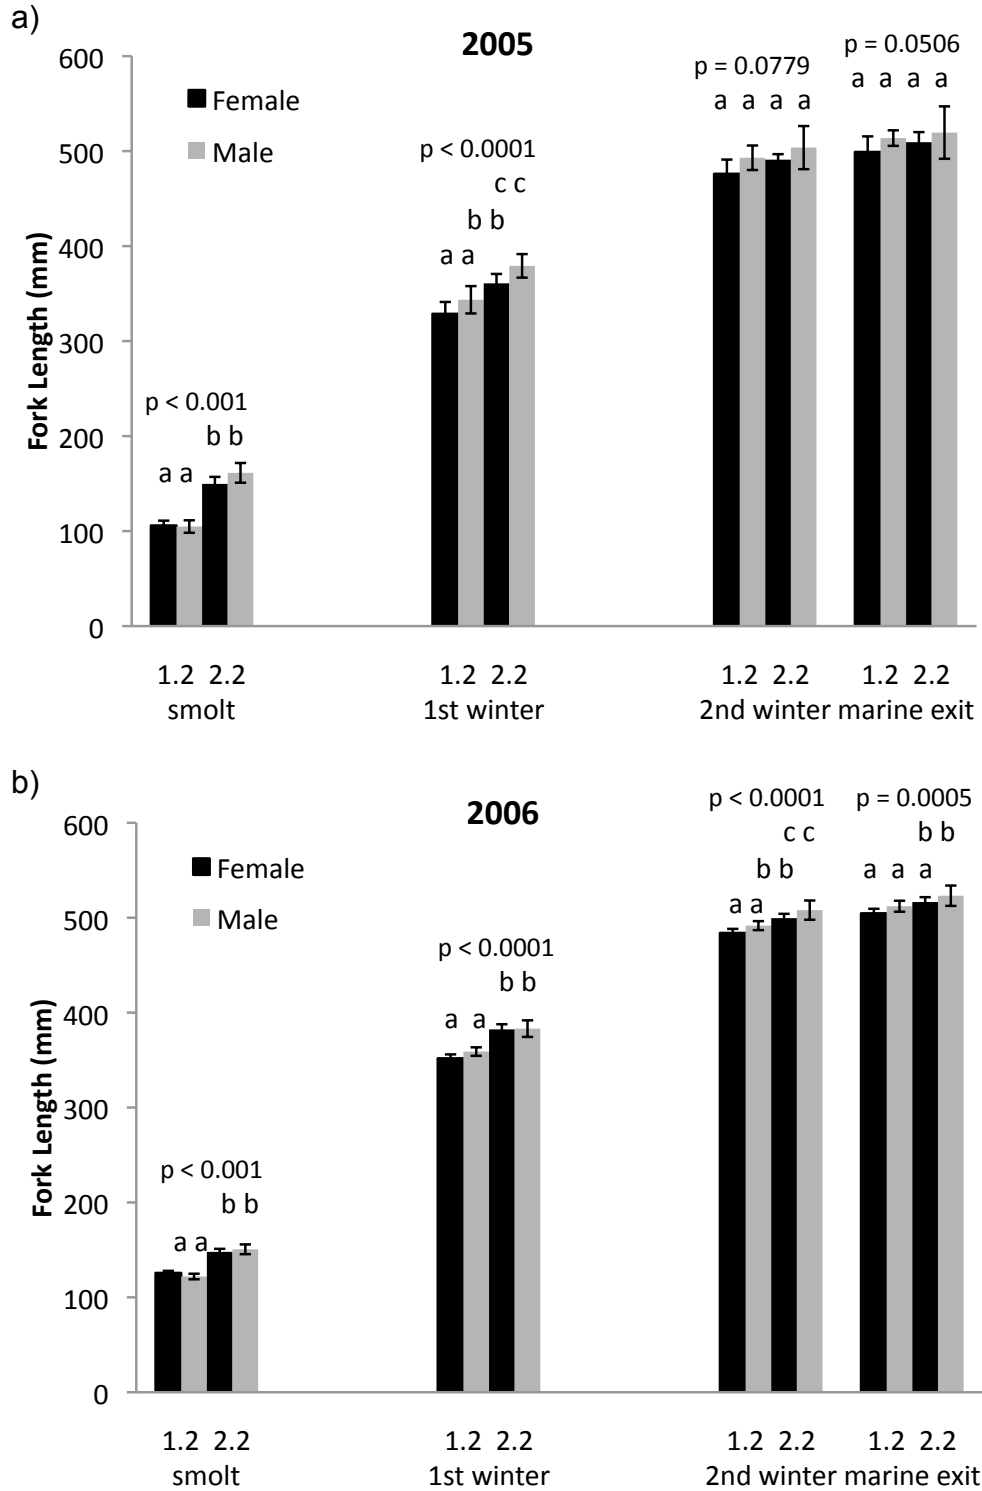 a)
2005
p = 0.0506
600
p = 0.0779
a a a a
Female
a a a a
Male
500
p < 0.0001
c c
b b
400
a a
Fork Length (mm)
300
p < 0.001
200
b b
a a
100
0
1.2 2.2 1.2 2.2 1.2 2.2 1.2 2.2
smolt 1st winter 2nd winter marine exit
b)
2006
p < 0.0001 p = 0.0005
600
c c b b
Female
b b a a a
Male
500
a a
p < 0.0001
b b
400
a a
Fork Length (mm)
300
p < 0.001
200
b b
a a
100
0
1.2 2.2 1.2 2.2 1.2 2.2 1.2 2.2
smolt 1st winter 2nd winter marine exit